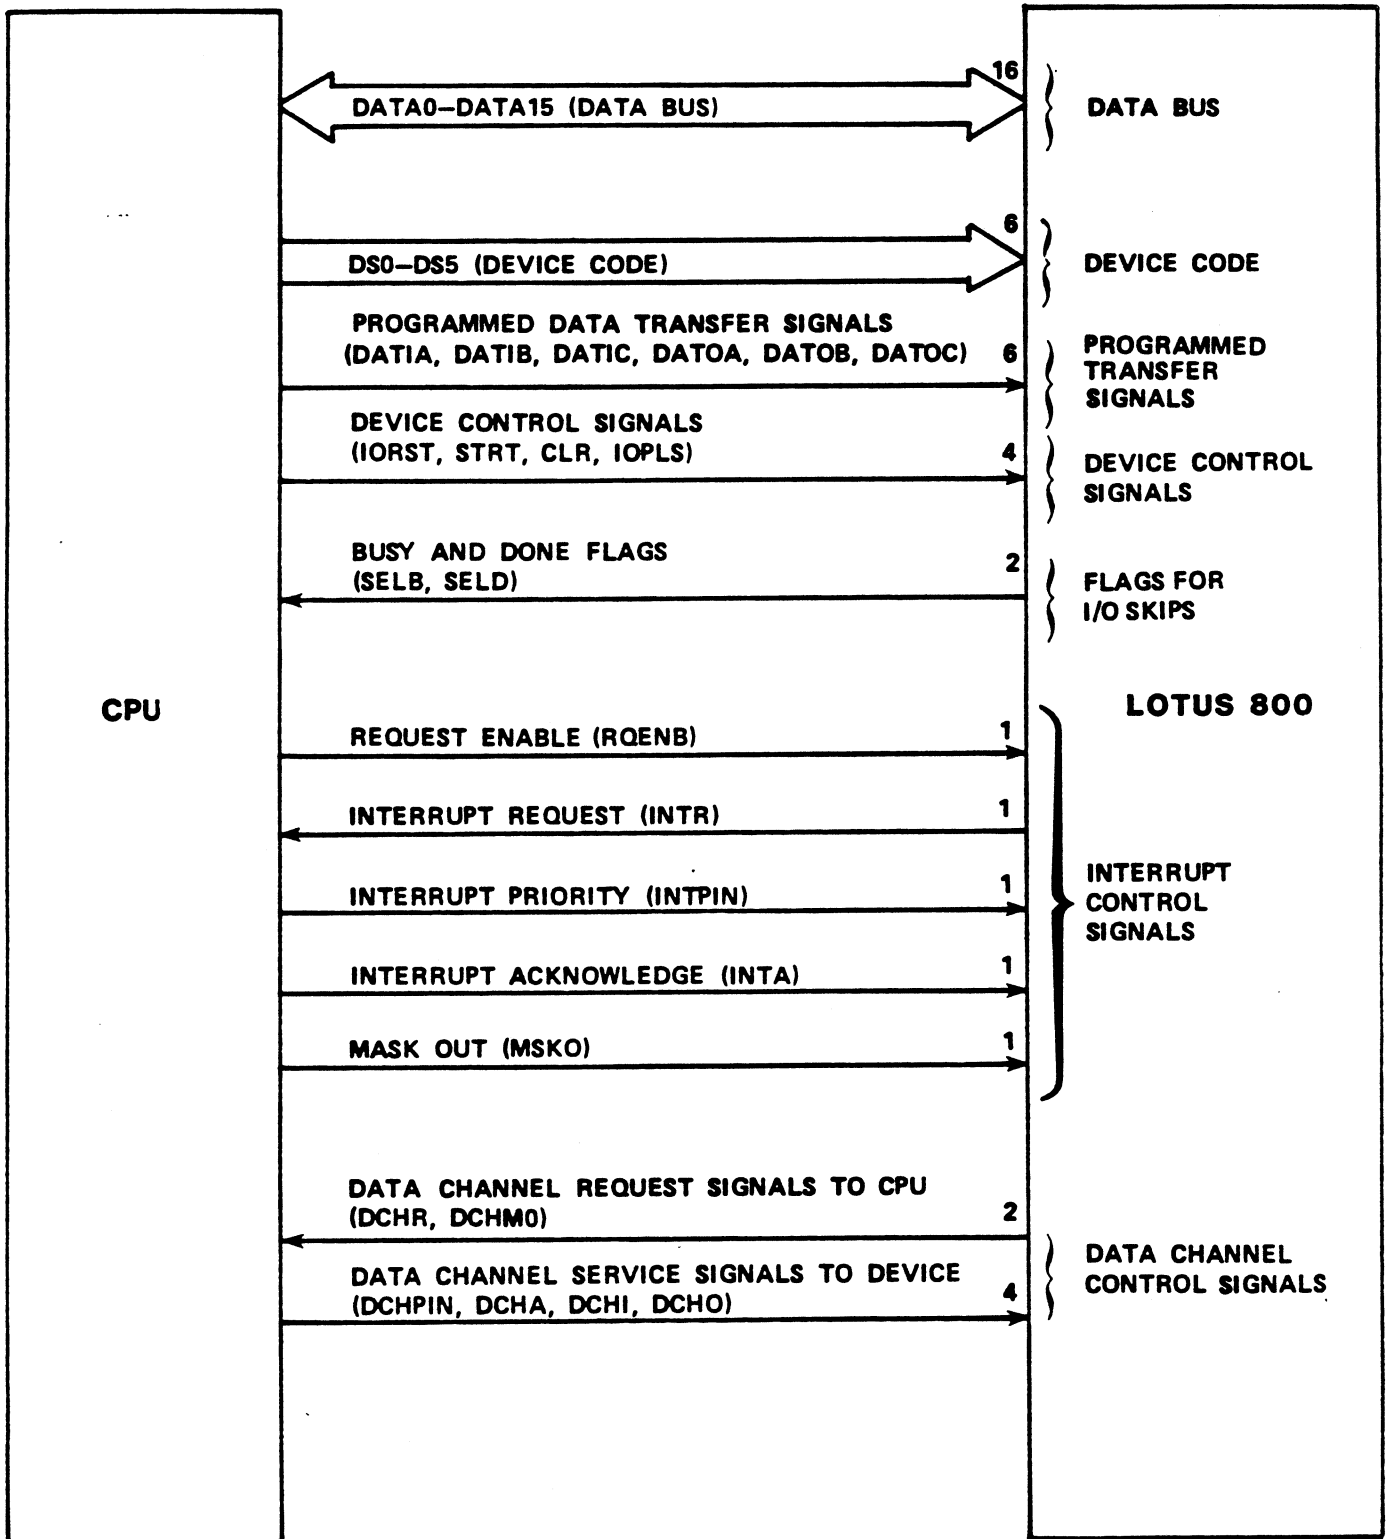 16
DATA0–DATA15 (DATA BUS)
DATA BUS
6
DS0–DS5 (DEVICE CODE)
DEVICE CODE
PROGRAMMED DATA TRANSFER SIGNALS
(DATIA, DATIB, DATIC, DATOA, DATOB, DATOC)
6
PROGRAMMED
TRANSFER
SIGNALS
DEVICE CONTROL SIGNALS
(IORST, STRT, CLR, IOPLS)
4
DEVICE CONTROL
SIGNALS
BUSY AND DONE FLAGS
(SELB, SELD)
2
FLAGS FOR
I/O SKIPS
CPU
LOTUS 800
REQUEST ENABLE (RQENB)
1
INTERRUPT REQUEST (INTR)
1
INTERRUPT PRIORITY (INTPIN)
1
INTERRUPT
CONTROL
SIGNALS
INTERRUPT ACKNOWLEDGE (INTA)
1
MASK OUT (MSKO)
1
DATA CHANNEL REQUEST SIGNALS TO CPU
(DCHR, DCHM0)
2
DATA CHANNEL SERVICE SIGNALS TO DEVICE
(DCHPIN, DCHA, DCHI, DCHO)
4
DATA CHANNEL
CONTROL SIGNALS